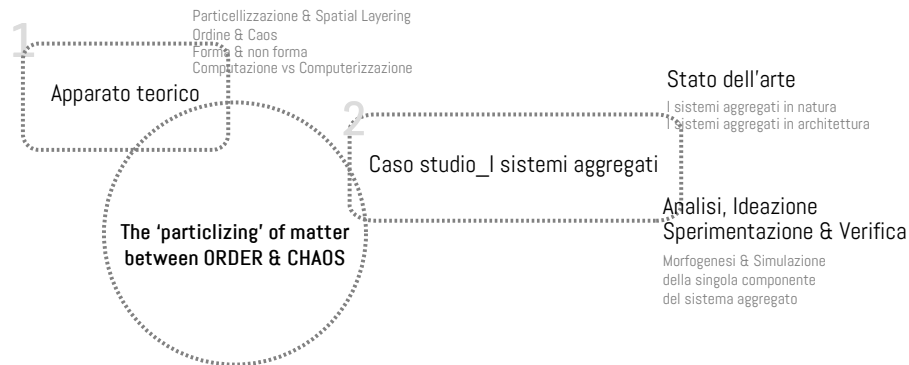 1
Particellizzazione & Spatial Layering
Ordine & Caos
Forma & non forma
Computazione vs Computerizzazione
Apparato teorico
2
Caso studio_I sistemi aggregati
Stato dell'arte
I sistemi aggregati in natura
I sistemi aggregati in architettura
Analisi, Ideazione
Sperimentazione & Verifica
Morfogenesi & Simulazione
della singola componente
del sistema aggregato
The ‘particlizing’ of matter
between ORDER & CHAOS